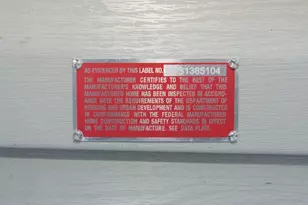 AS EVIDENCED BY THIS LABEL NO. S1385104
THE MANUFACTURER CERTIFIES TO THE BEST OF THE
MANUFACTURER'S KNOWLEDGE AND BELIEF THAT THIS
MANUFACTURED HOME HAS BEEN INSPECTED IN ACCORD-
ANCE WITH THE REQUIREMENTS OF THE DEPARTMENT OF
HOUSING AND URBAN DEVELOPMENT AND IS CONSTRUCTED
IN CONFORMANCE WITH THE FEDERAL MANUFACTURED
HOME CONSTRUCTION AND SAFETY STANDARDS IN EFFECT
ON THE DATE OF MANUFACTURE. SEE DATA PLATE.